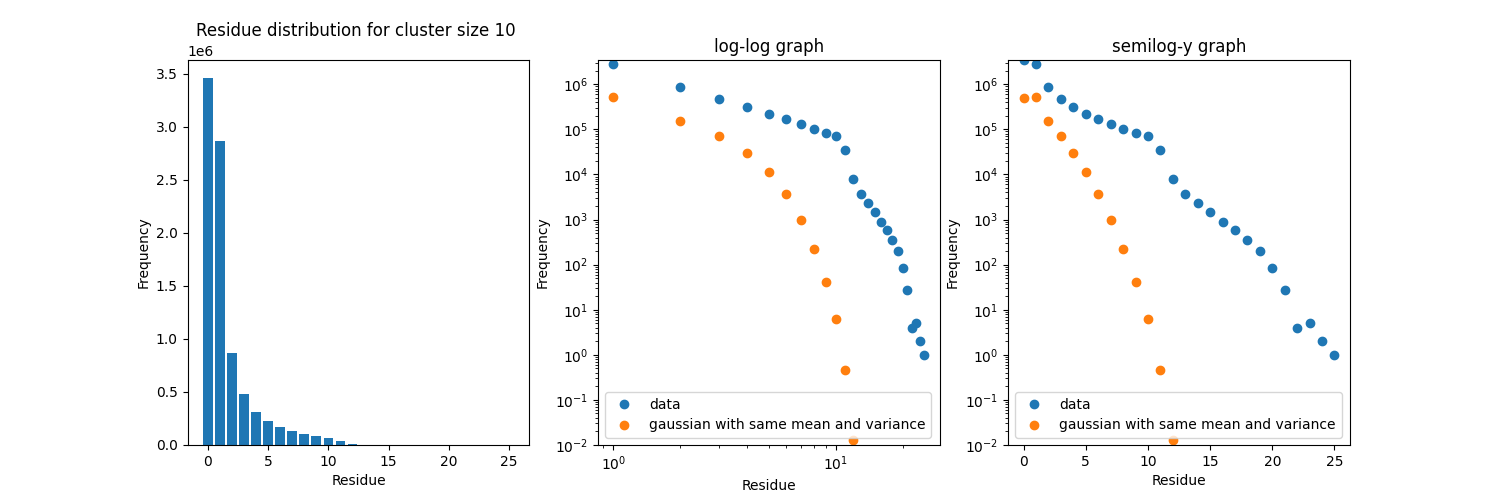 Residue distribution for cluster size 10
1e6
3.5
3.0
2.5
2.0
1.5
1.0
0.5
0.0
Frequency
0 5 10 15 20 25
Residue
log-log graph
10^6
10^5
10^4
10^3
10^2
10^1
10^0
10^−1
10^−2
Frequency
data
gaussian with same mean and variance
10^0 10^1
Residue
semilog-y graph
10^6
10^5
10^4
10^3
10^2
10^1
10^0
10^−1
10^−2
Frequency
data
gaussian with same mean and variance
0 5 10 15 20 25
Residue